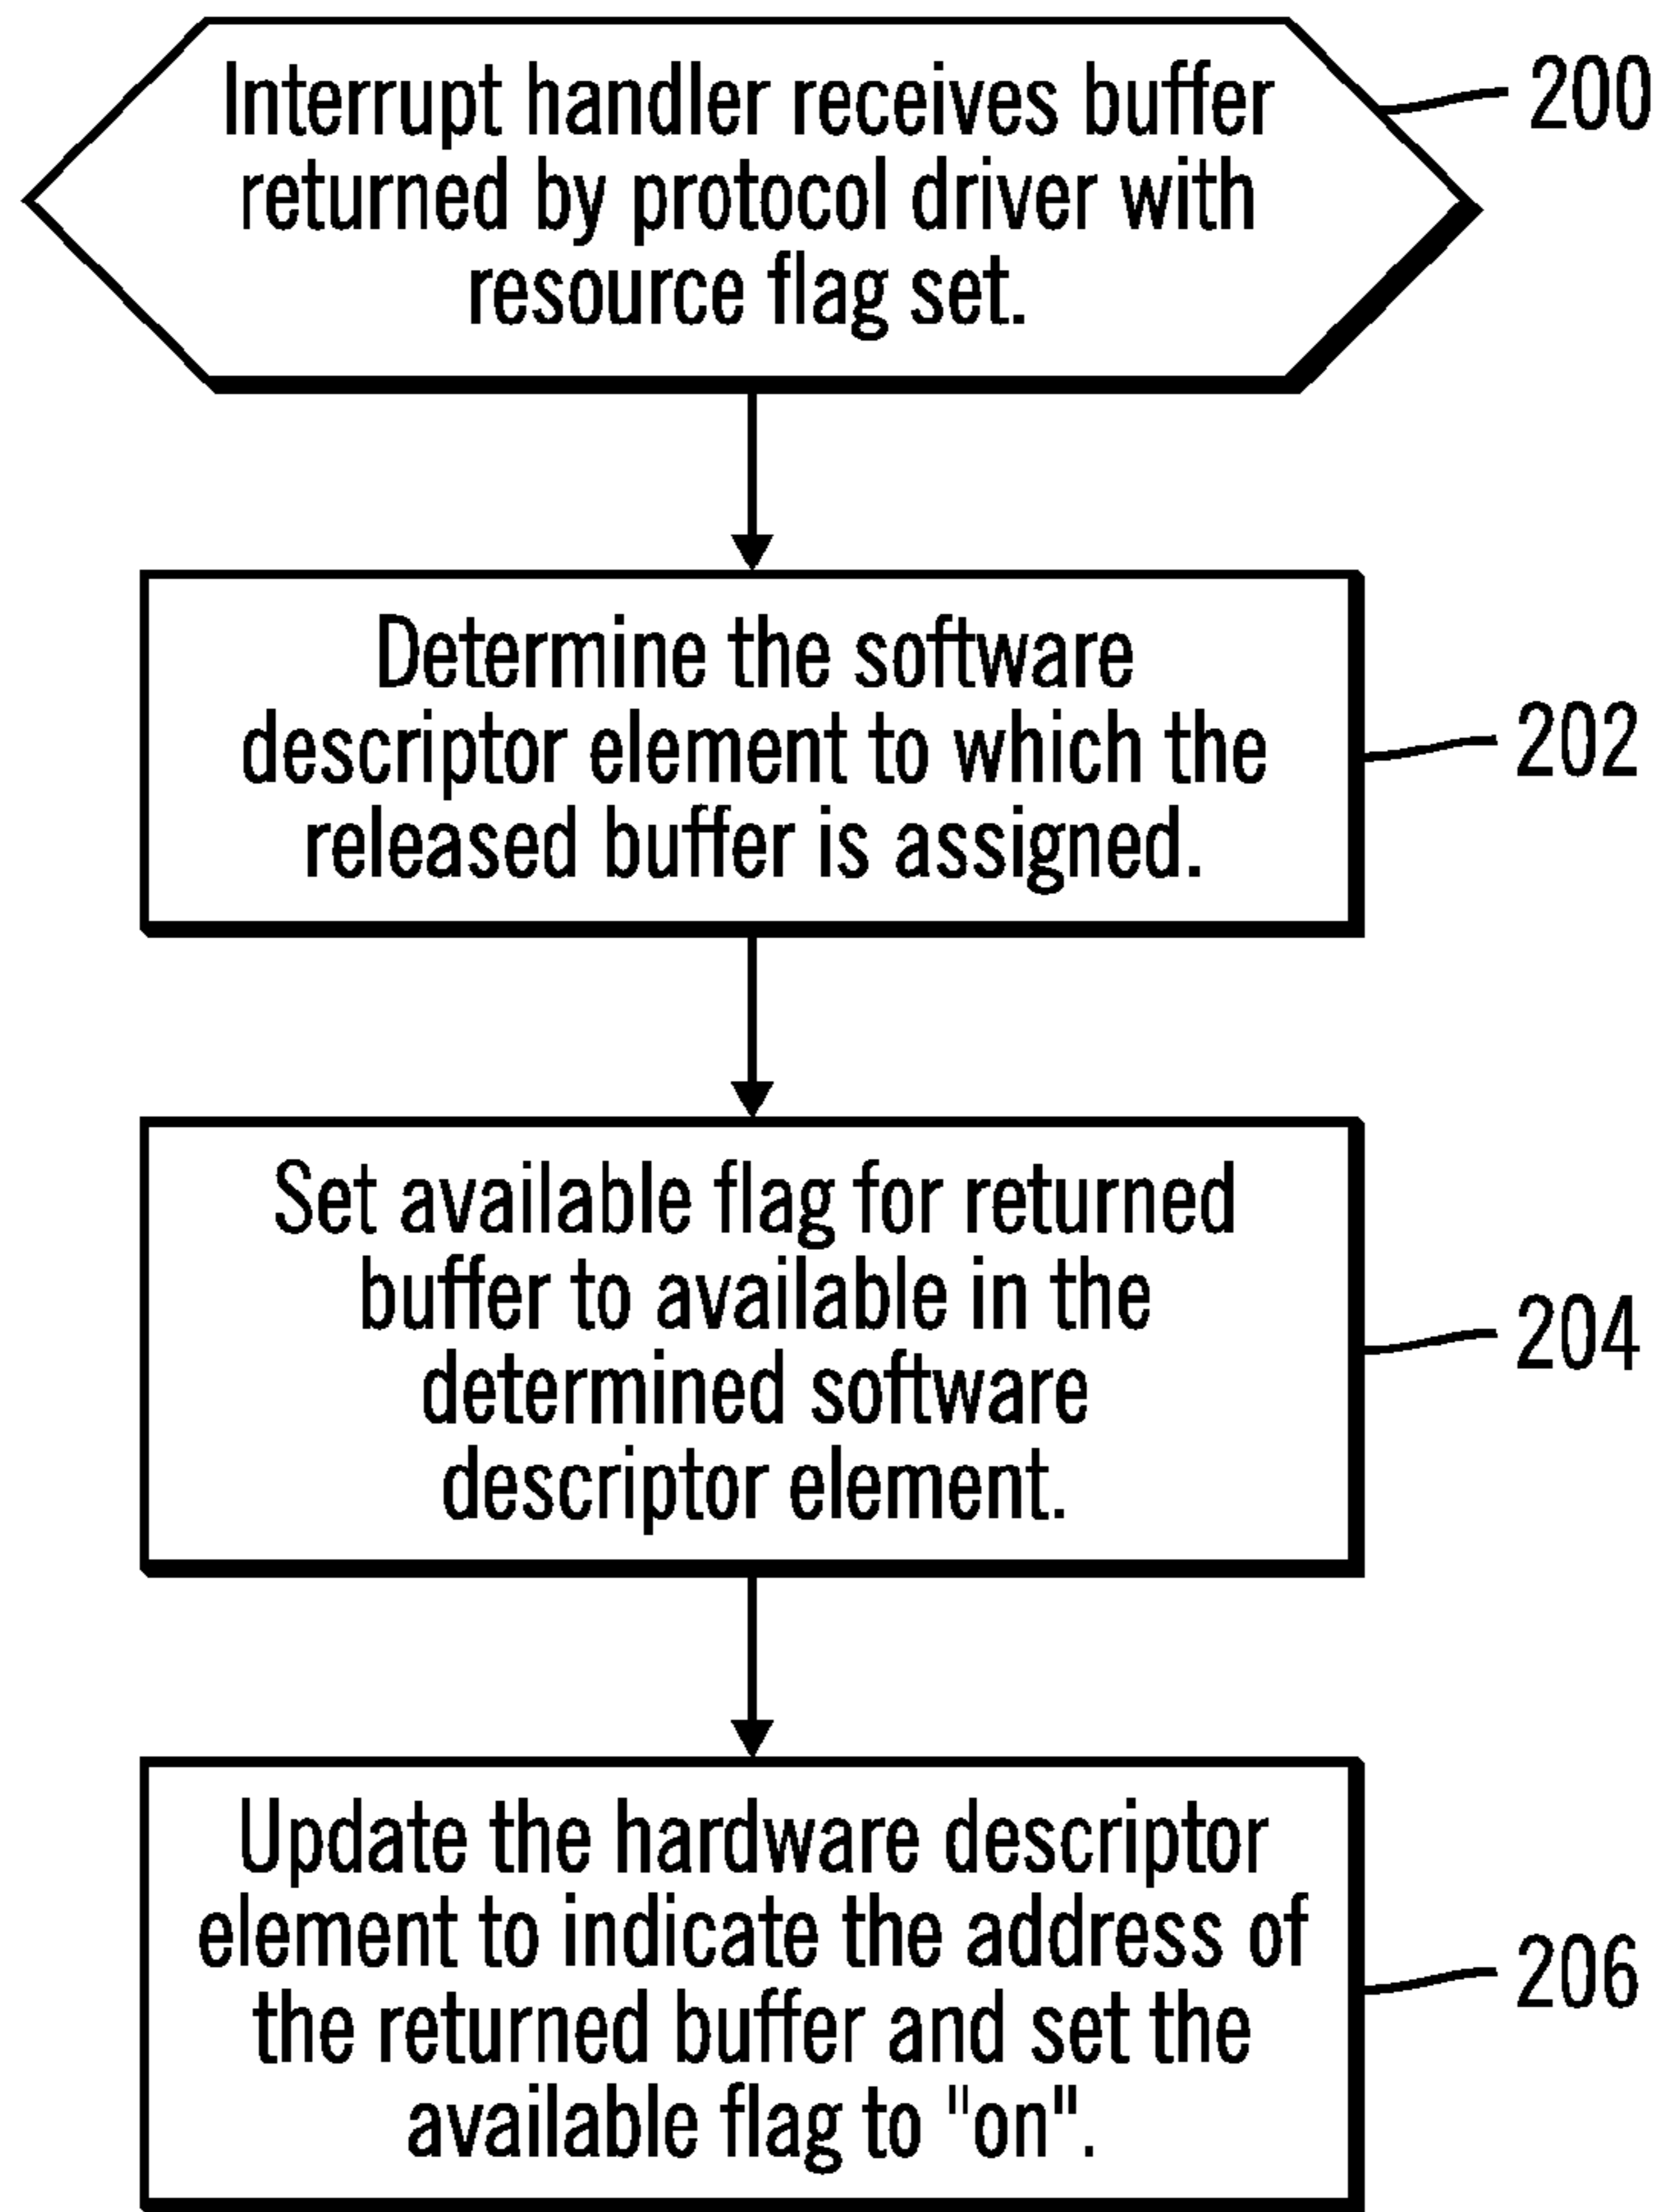 Interrupt handler receives buffer
returned by protocol driver with
resource flag set.
200
Determine the software
descriptor element to which the
released buffer is assigned.
202
Set available flag for returned
buffer to available in the
determined software
descriptor element.
204
Update the hardware descriptor
element to indicate the address of
the returned buffer and set the
available flag to "on".
206